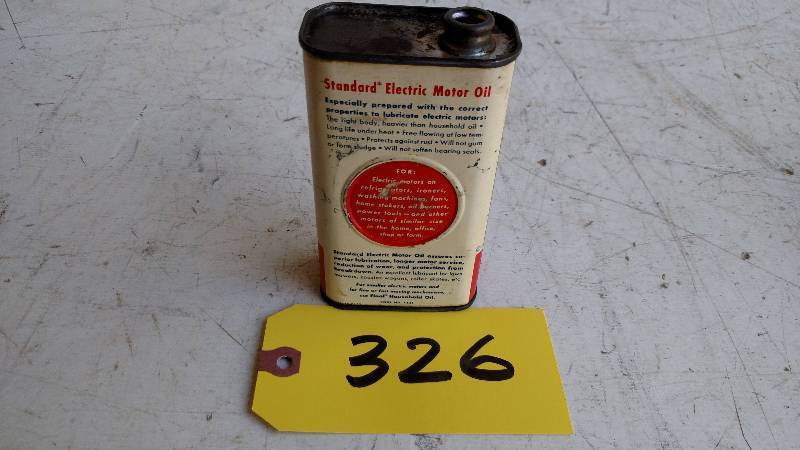 Standard® Electric Motor Oil
Especially prepared with the correct
properties to lubricate electric motors:
The light body, heavier than household oil •
Long life under heat • Free flowing at low tem-
peratures • Protects against rust • Will not gum
or form sludge • Will not soften bearing seals.
FOR:
Electric motors on
refrigerators, ironers,
washing machines, fans,
home stokers, oil burners,
power tools—and other
motors of similar size
in the home, office,
shop or farm.
Standard Electric Motor Oil assures su-
perior lubrication, longer motor service,
reduction of wear, and protection from
breakdown. An excellent lubricant for lawn
mowers, coaster wagons, roller skates, etc.
For smaller electric motors and
for fine or fast moving mechanisms,
use Finol® Household Oil.
326